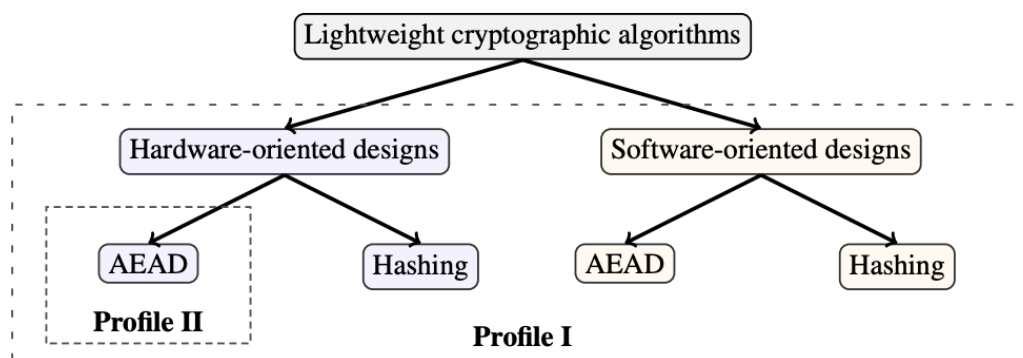 Lightweight cryptographic algorithms
Hardware-oriented designs
Software-oriented designs
AEAD
Hashing
AEAD
Hashing
Profile II
Profile I